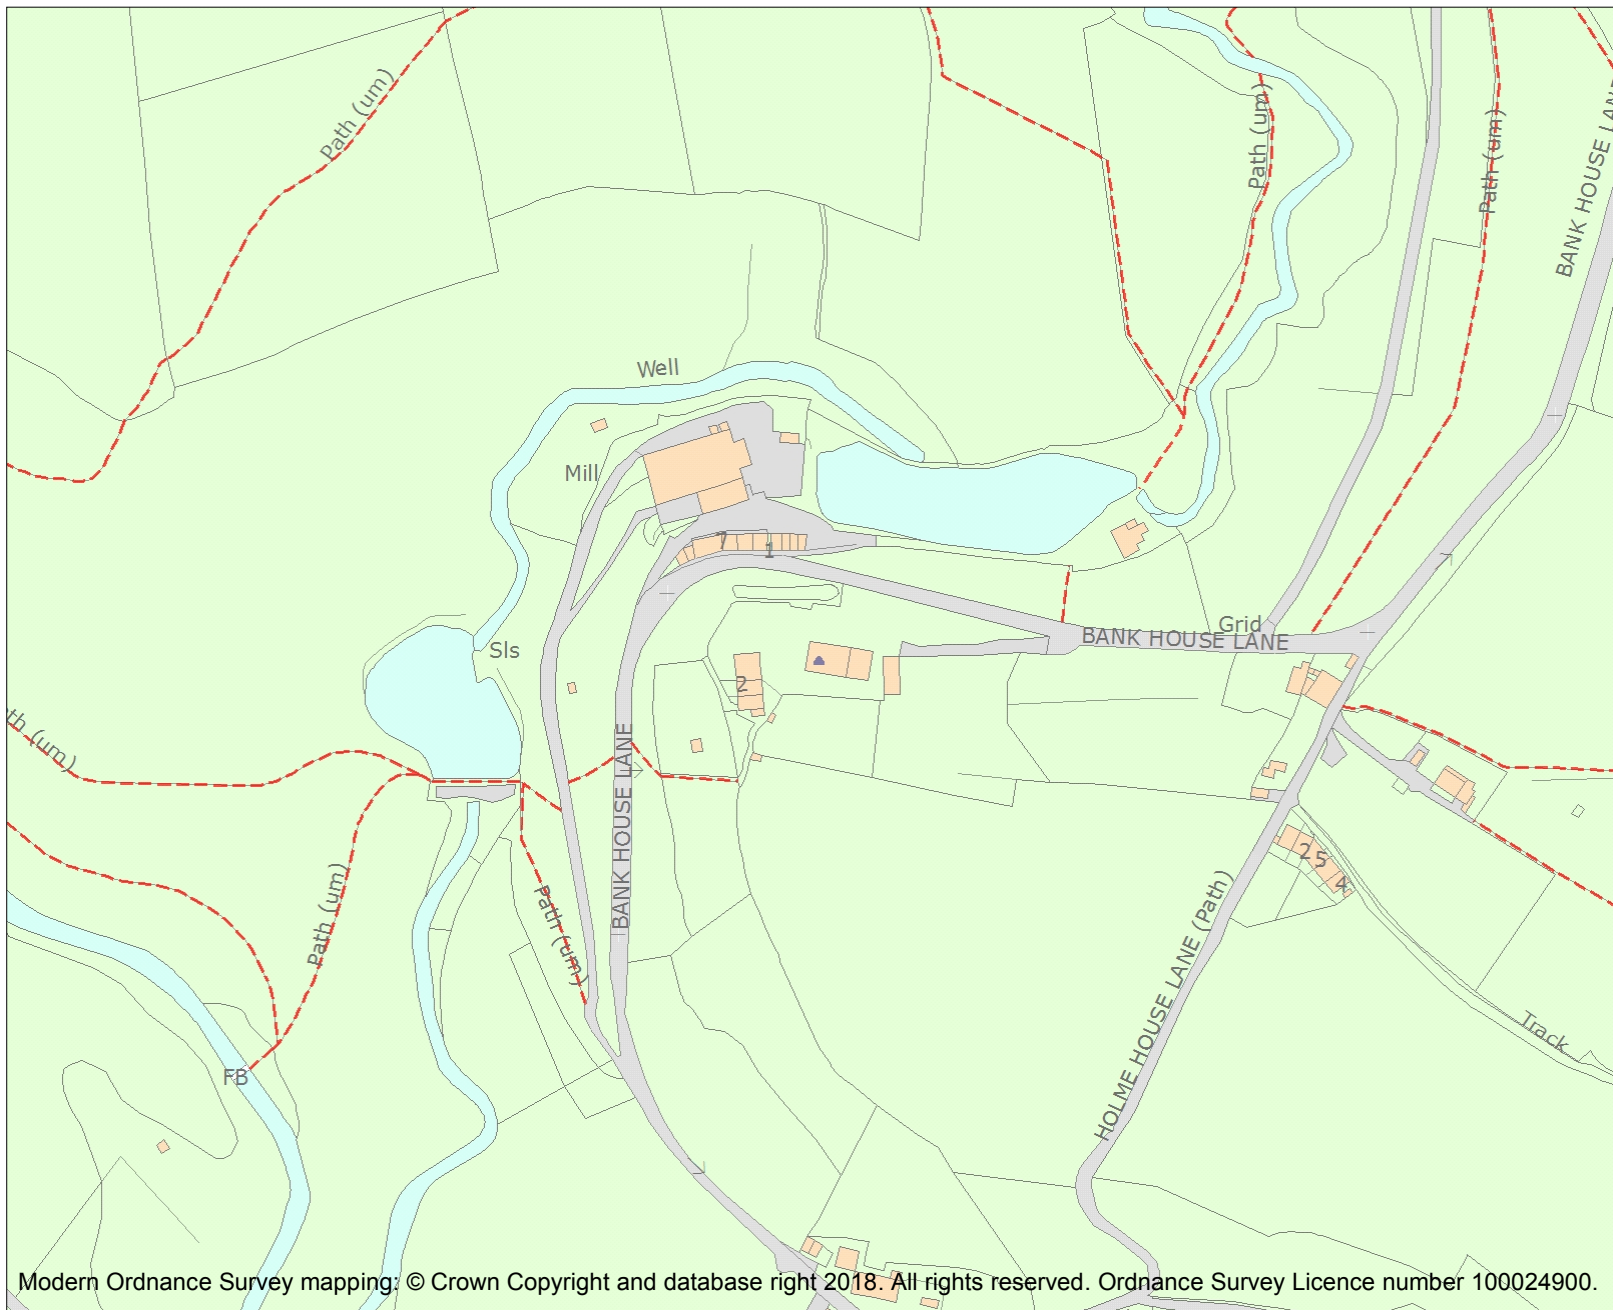 Path (um)
Path (um)
Path (um)
BANK HOUSE LANE
Well
Mill
7
1
Grid
BANK HOUSE LANE
Sls
2
BANK HOUSE LANE
(um)
Path (um)
Path (um)
2
5
4
HOLME HOUSE LANE (Path)
Track
FB
Modern Ordnance Survey mapping: © Crown Copyright and database right 2018. All rights reserved. Ordnance Survey Licence number 100024900.